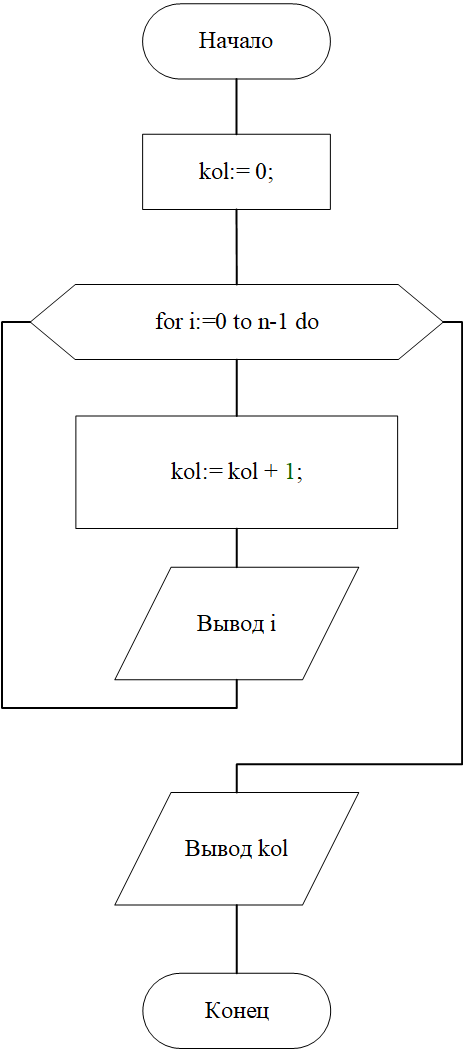 Начало
kol:= 0;
for i:=0 to n-1 do
kol:= kol + 1;
Вывод i
Вывод kol
Конец